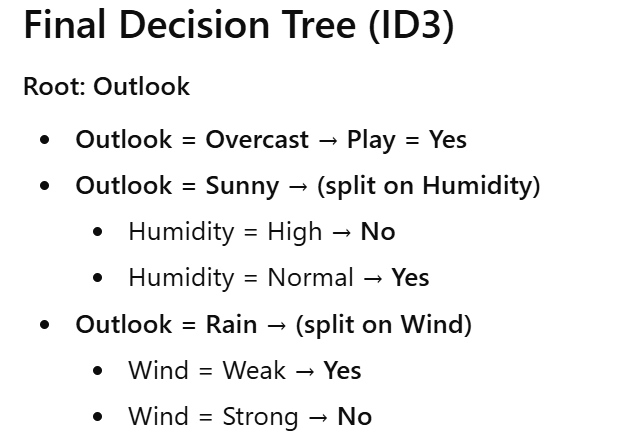 Final Decision Tree (ID3)
Root: Outlook
• Outlook = Overcast → Play = Yes
• Outlook = Sunny → (split on Humidity)
• Humidity = High → No
• Humidity = Normal → Yes
• Outlook = Rain → (split on Wind)
• Wind = Weak → Yes
• Wind = Strong → No